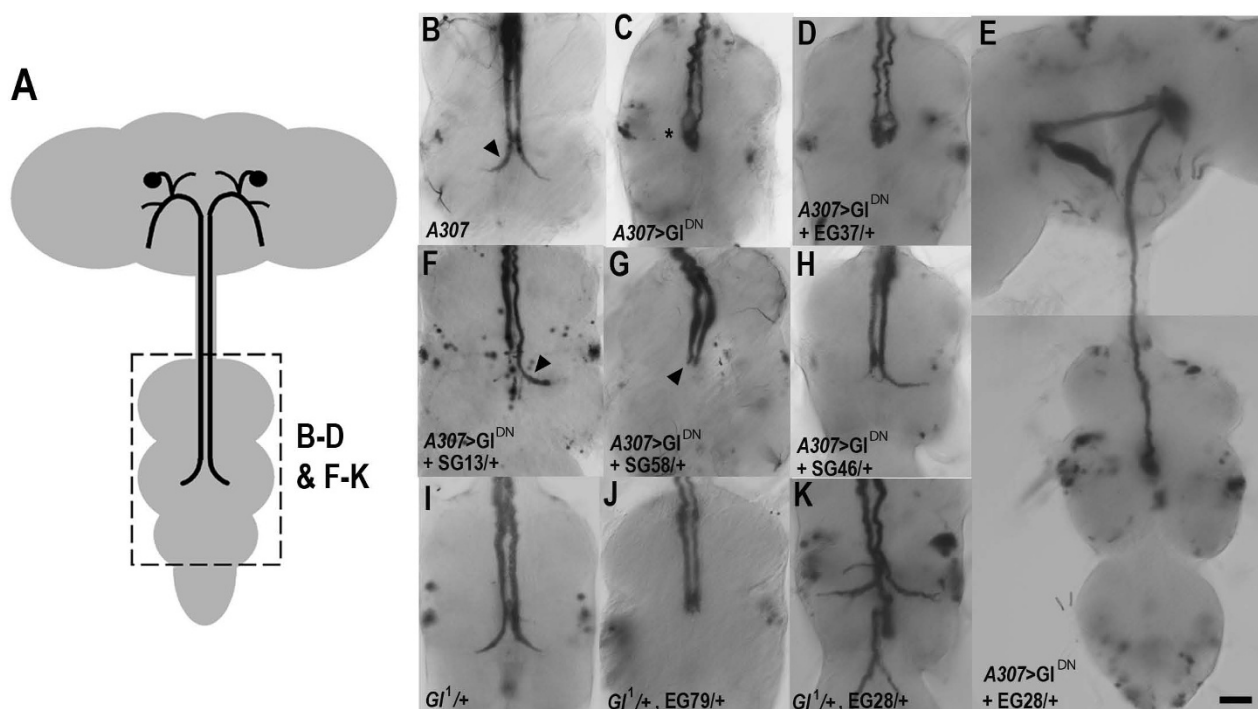 A
B-D
& F-K
B
A307
C
*
A307>Gl^DN
D
A307>Gl^DN
+ EG37/+
E
A307>Gl^DN
+ EG28/+
F
A307>Gl^DN
+ SG13/+
G
A307>Gl^DN
+ SG58/+
H
A307>Gl^DN
+ SG46/+
I
Gl^1/+
J
Gl^1/+, EG79/+
K
Gl^1/+, EG28/+